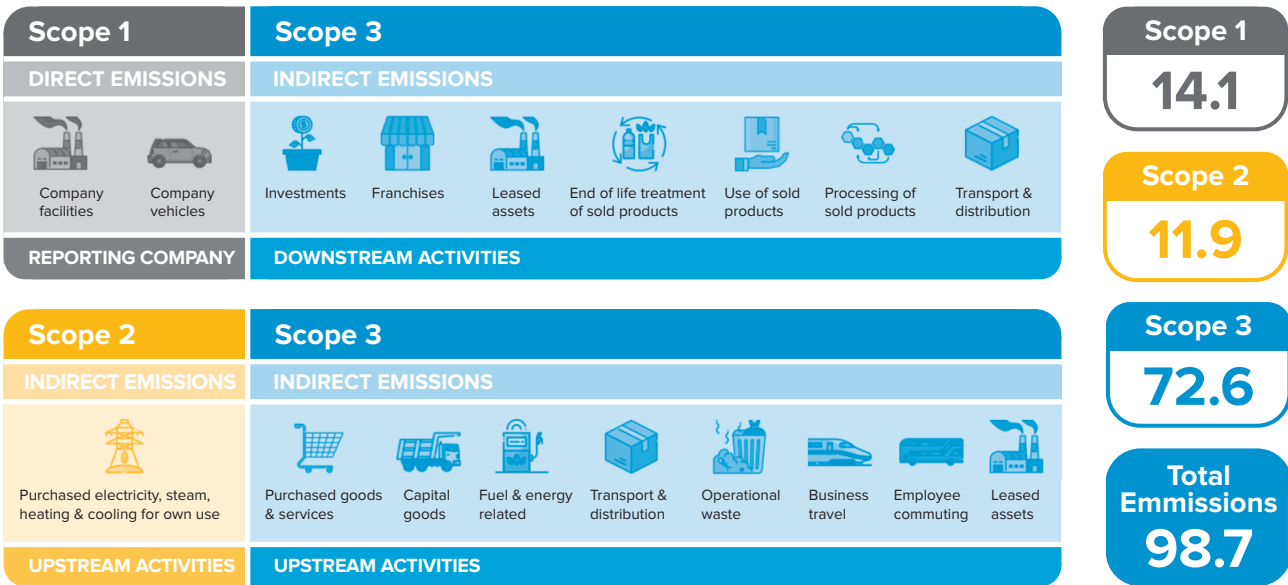 Scope 1
Scope 3
DIRECT EMISSIONS
INDIRECT EMISSIONS
Company
facilities
Company
vehicles
Investments
Franchises
Leased
assets
End of life treatment
of sold products
Use of sold
products
Processing of
sold products
Transport &
distribution
REPORTING COMPANY
DOWNSTREAM ACTIVITIES
Scope 2
Scope 3
INDIRECT EMISSIONS
INDIRECT EMISSIONS
Purchased electricity, steam,
heating & cooling for own use
Purchased goods
& services
Capital
goods
Fuel & energy
related
Transport &
distribution
Operational
waste
Business
travel
Employee
commuting
Leased
assets
UPSTREAM ACTIVITIES
UPSTREAM ACTIVITIES
Scope 1
14.1
Scope 2
11.9
Scope 3
72.6
Total
Emmissions
98.7